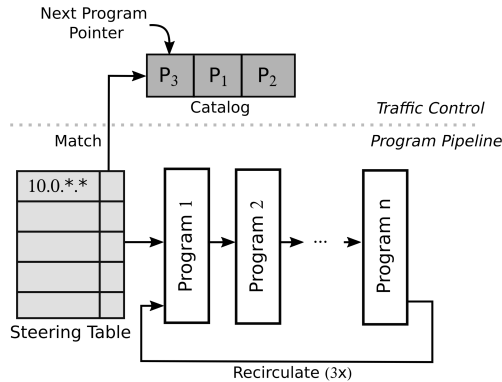 Next Program
Pointer
P3 P1 P2
Catalog
Traffic Control
Match
Program Pipeline
10.0.*.*
Program 1
Program 2
...
Program n
Steering Table
Recirculate (3x)